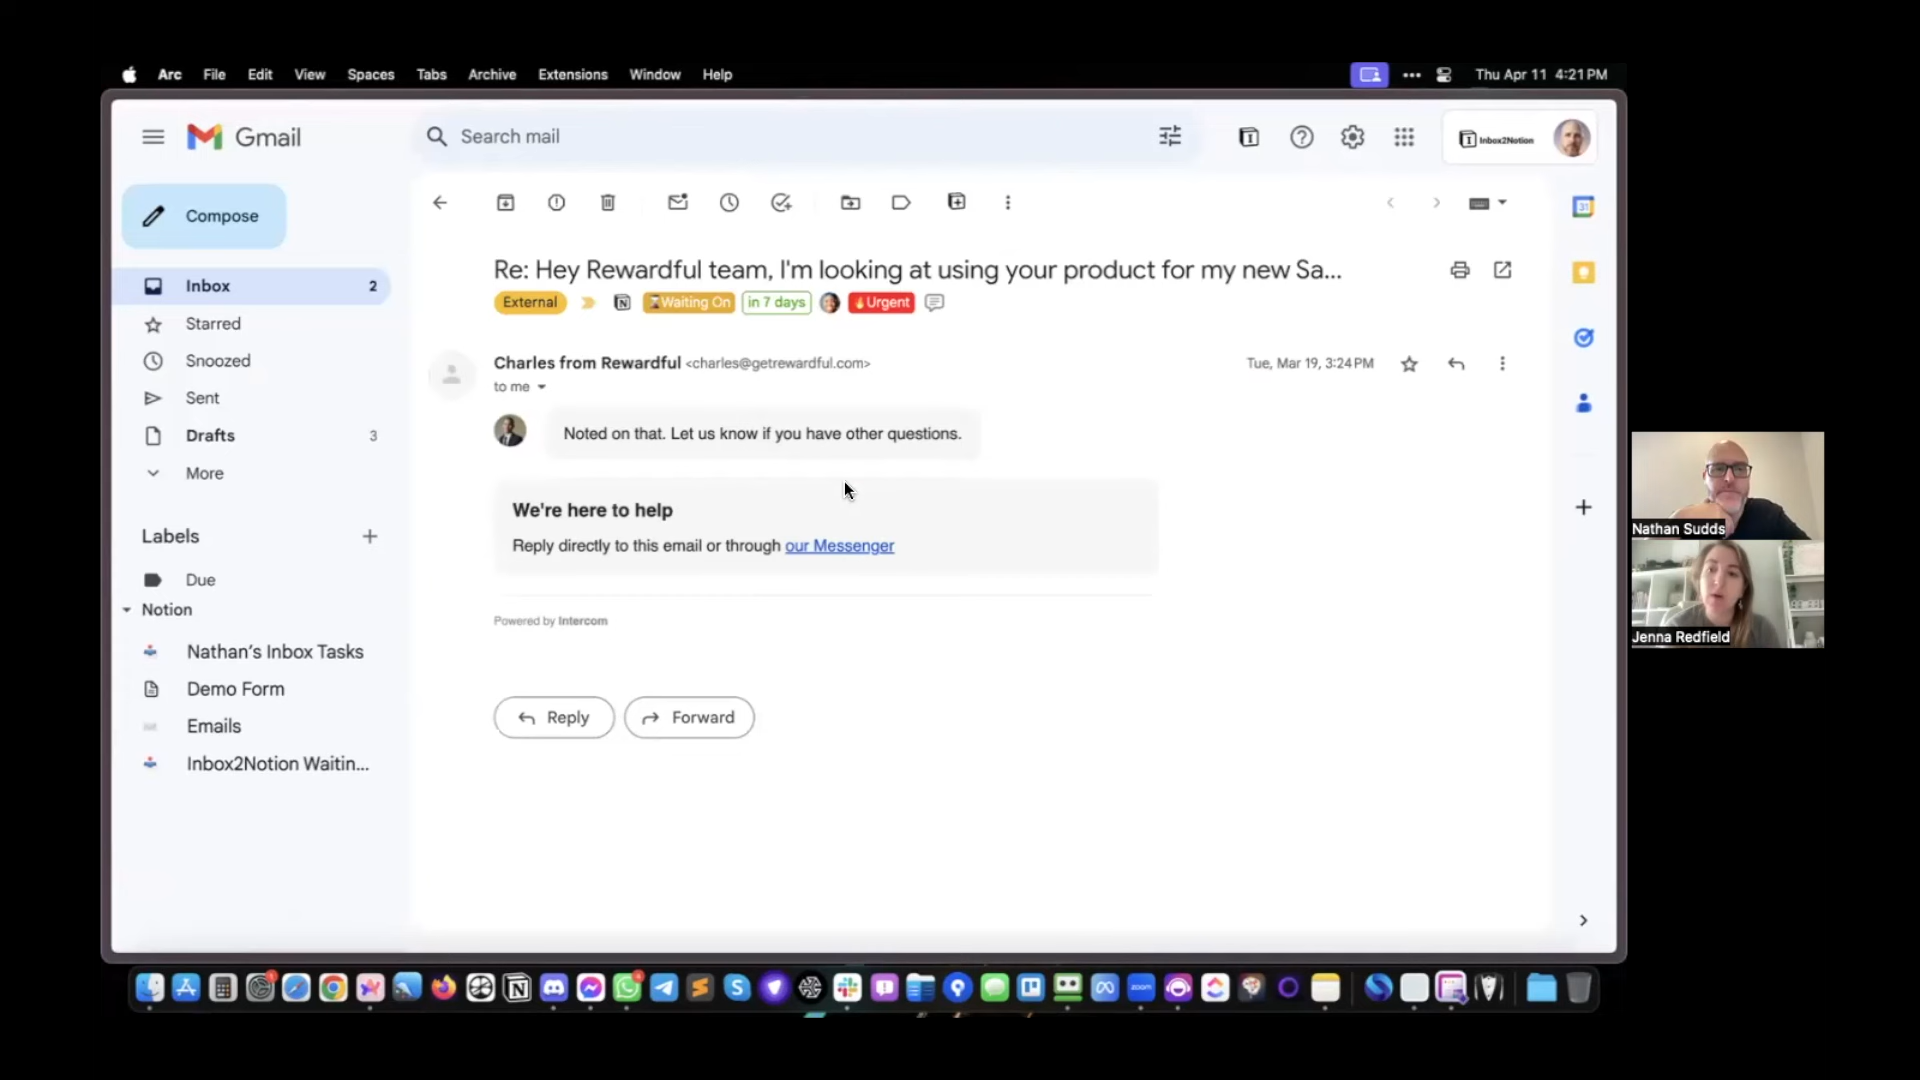 Arc File Edit View Spaces Tabs Archive Extensions Window Help Thu Apr 11 4:21 PM
Gmail
Search mail
Inbox2Notion
Compose
Inbox 2
Starred
Snoozed
Sent
Drafts 3
More
Labels
Due
Notion
Nathan's Inbox Tasks
Demo Form
Emails
Inbox2Notion Waitin...
Re: Hey Rewardful team, I'm looking at using your product for my new Sa...
External Waiting On in 7 days Urgent
Charles from Rewardful <charles@getrewardful.com> Tue, Mar 19, 3:24 PM
to me
Noted on that. Let us know if you have other questions.
We're here to help
Reply directly to this email or through our Messenger
Powered by Intercom
Reply Forward
31
Nathan Sudds
Jenna Redfield
zoom